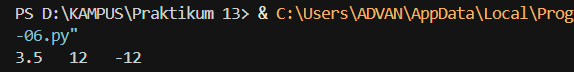 PS D:\KAMPUS\Praktikum 13> & C:\Users\ADVAN\AppData\Local\Prog
-06.py"
3.5 12 -12